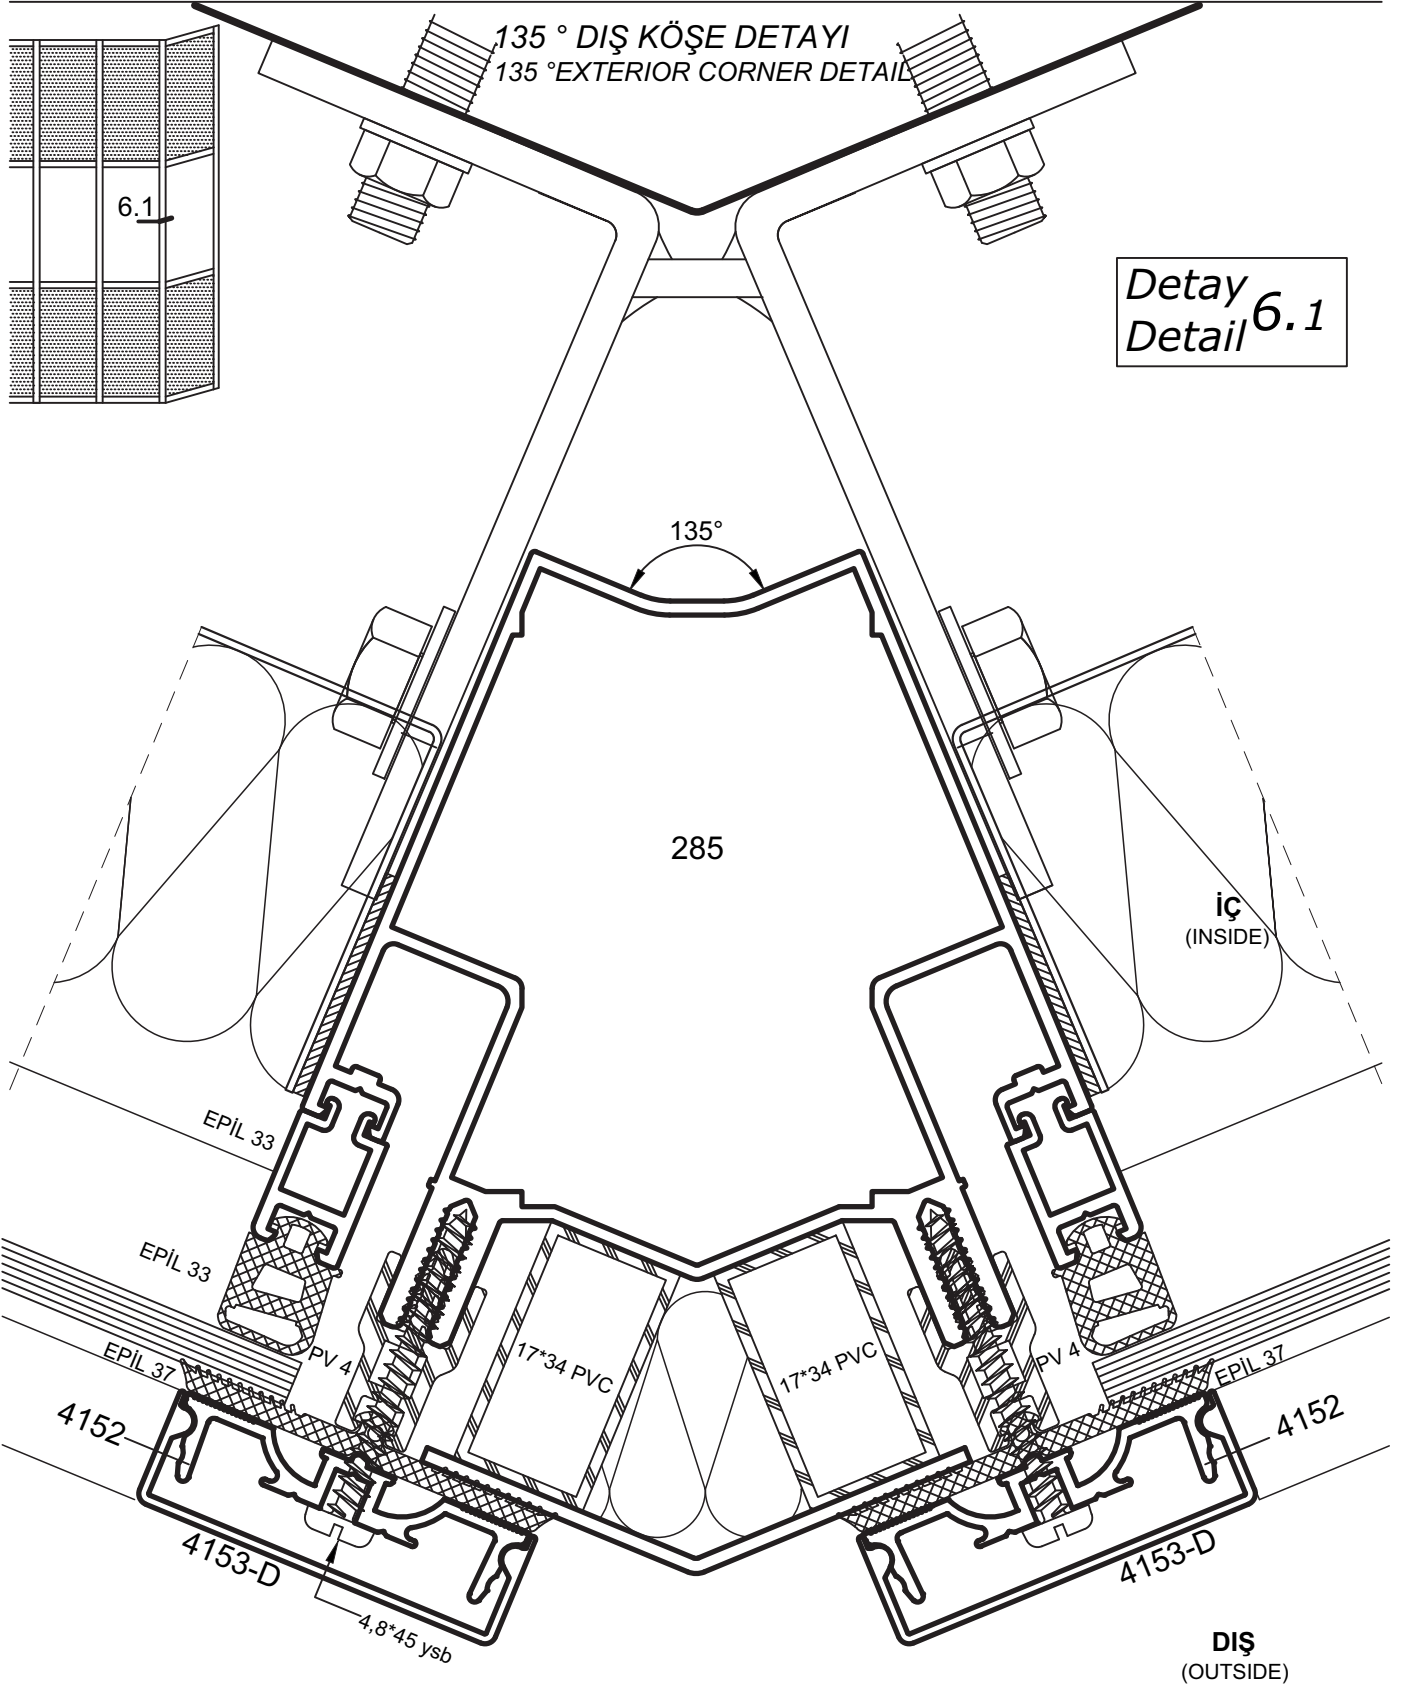 135 ° DIŞ KÖŞE DETAYI
135 °EXTERIOR CORNER DETAIL
6.1
Detay
Detail 6.1
135°
285
İÇ
(INSIDE)
EPİL 33
EPİL 33
EPİL 37
PV 4
17*34 PVC
17*34 PVC
PV 4
EPİL 37
4152
4152
4153-D
4153-D
4,8*45 ysb
DIŞ
(OUTSIDE)